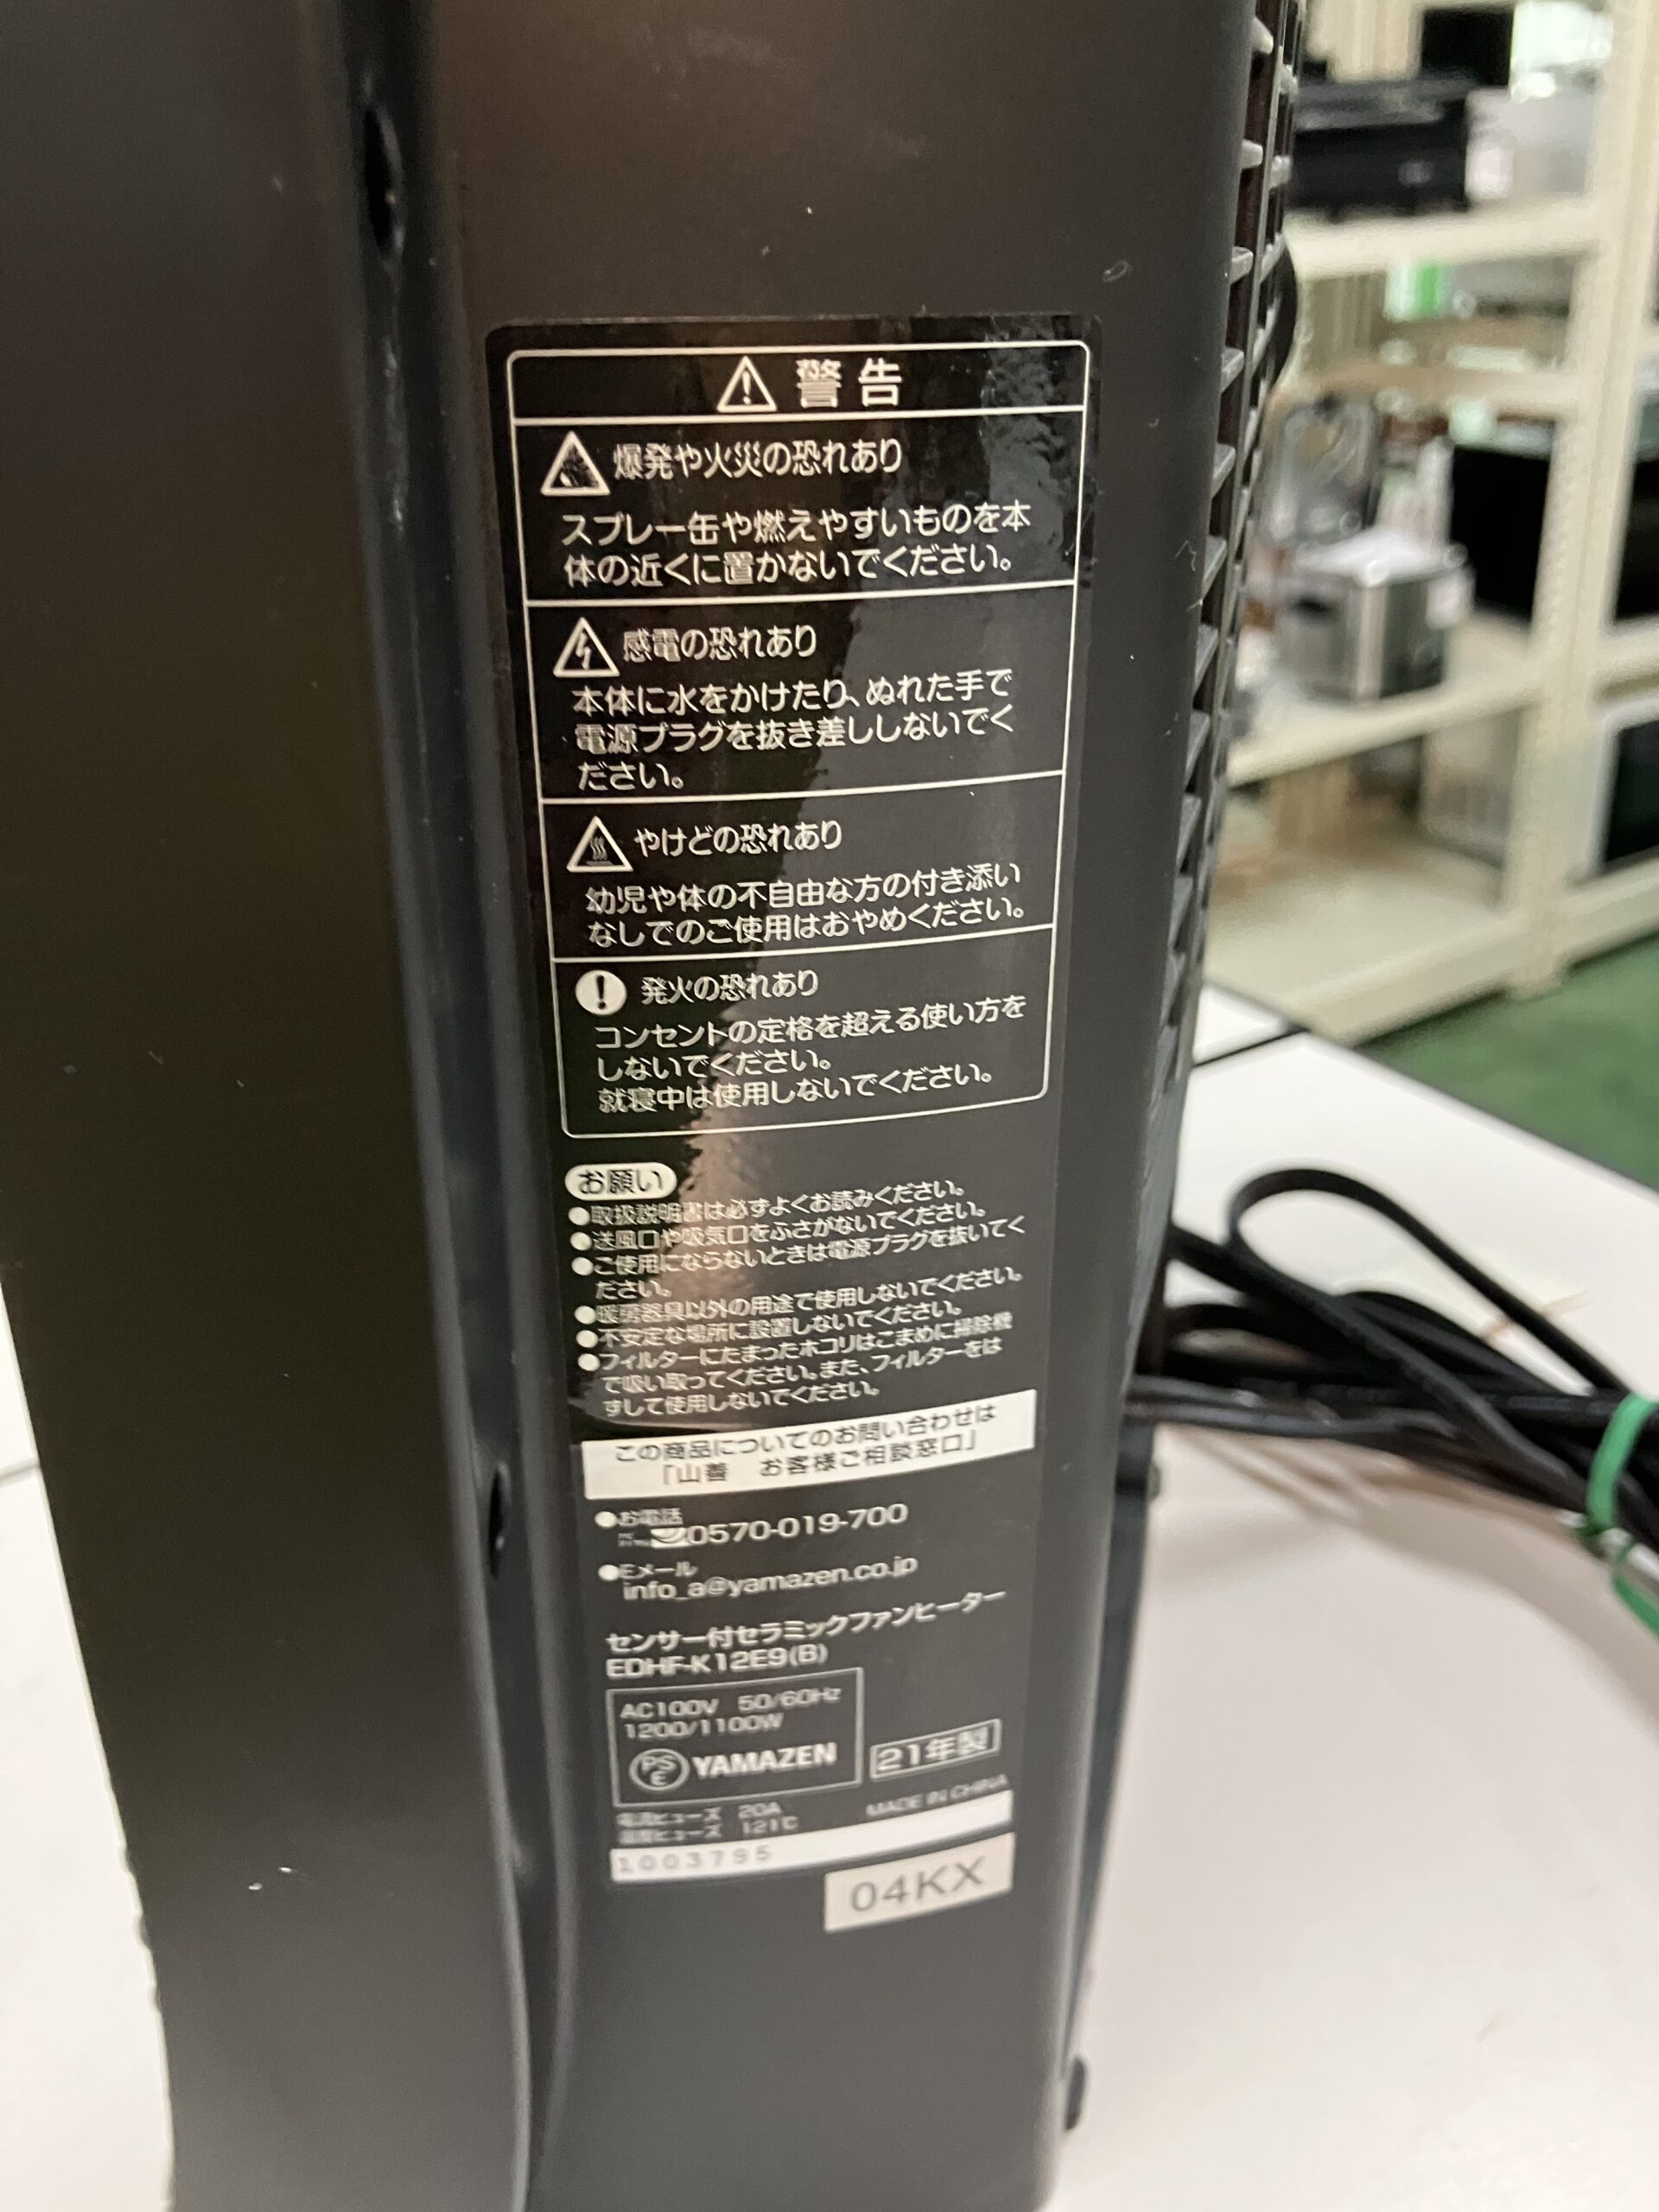 警告
爆発や火災の恐れあり
スプレー缶や燃えやすいものを本
体の近くに置かないでください。
感電の恐れあり
本体に水をかけたり、ぬれた手で
電源プラグを抜き差ししないでく
ださい。
やけどの恐れあり
幼児や体の不自由な方の付き添い
なしでのご使用はおやめください。
発火の恐れあり
コンセントの定格を超える使い方を
しないでください。
就寝中は使用しないでください。
お願い
●取扱説明書は必ずよくお読みください。
●送風口や吸気口をふさがないでください。
●ご使用にならないときは電源プラグを抜いてく
ださい。
●暖房器具以外の用途で使用しないでください。
●不安定な場所に設置しないでください。
●フィルターにたまったホコリはこまめに掃除機
で吸い取ってください。また、フィルターをは
ずして使用しないでください。
この商品についてのお問い合わせは
「山善 お客様ご相談窓口」
●お電話
0570-019-700
●Eメール
info_a@yamazen.co.jp
センサー付セラミックファンヒーター
EDHF-K12E9(B)
AC100V 50/60Hz
1200/1100W
PSE YAMAZEN
21年製
電流ヒューズ 20A
温度ヒューズ 121℃
MADE IN CHINA
1003795
04KX